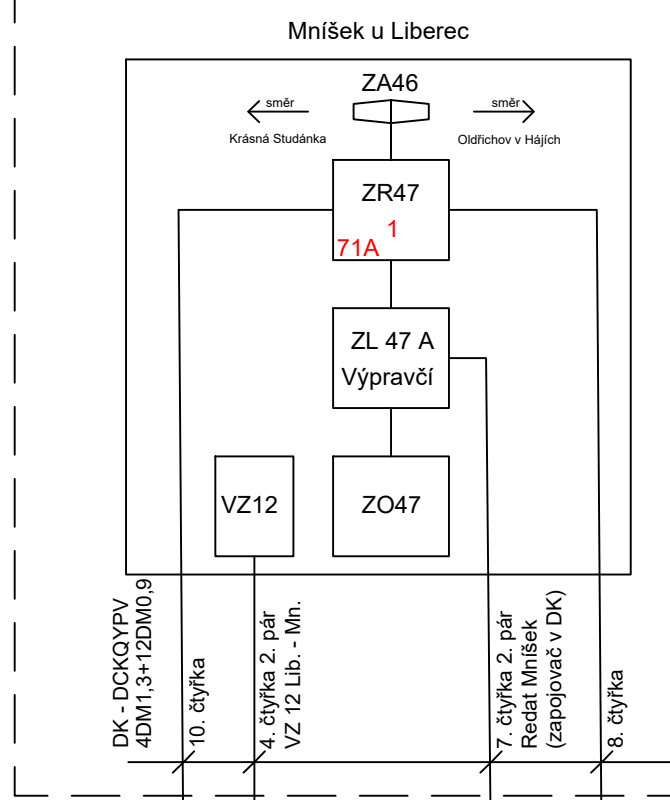 Mníšek u Liberec
ZA46
směr
směr
Krásná Studánka
Oldřichov v Hájích
ZR47
1
71A
ZL 47 A
Výpravčí
VZ12
ZO47
DK - DCKQYPV
4DM1,3+12DM0,9
10. čtyřka
4. čtyřka 2. pár
VZ 12 Lib. - Mn.
7. čtyřka 2. pár
Redat Mníšek
(zapojovač v DK)
8. čtyřka